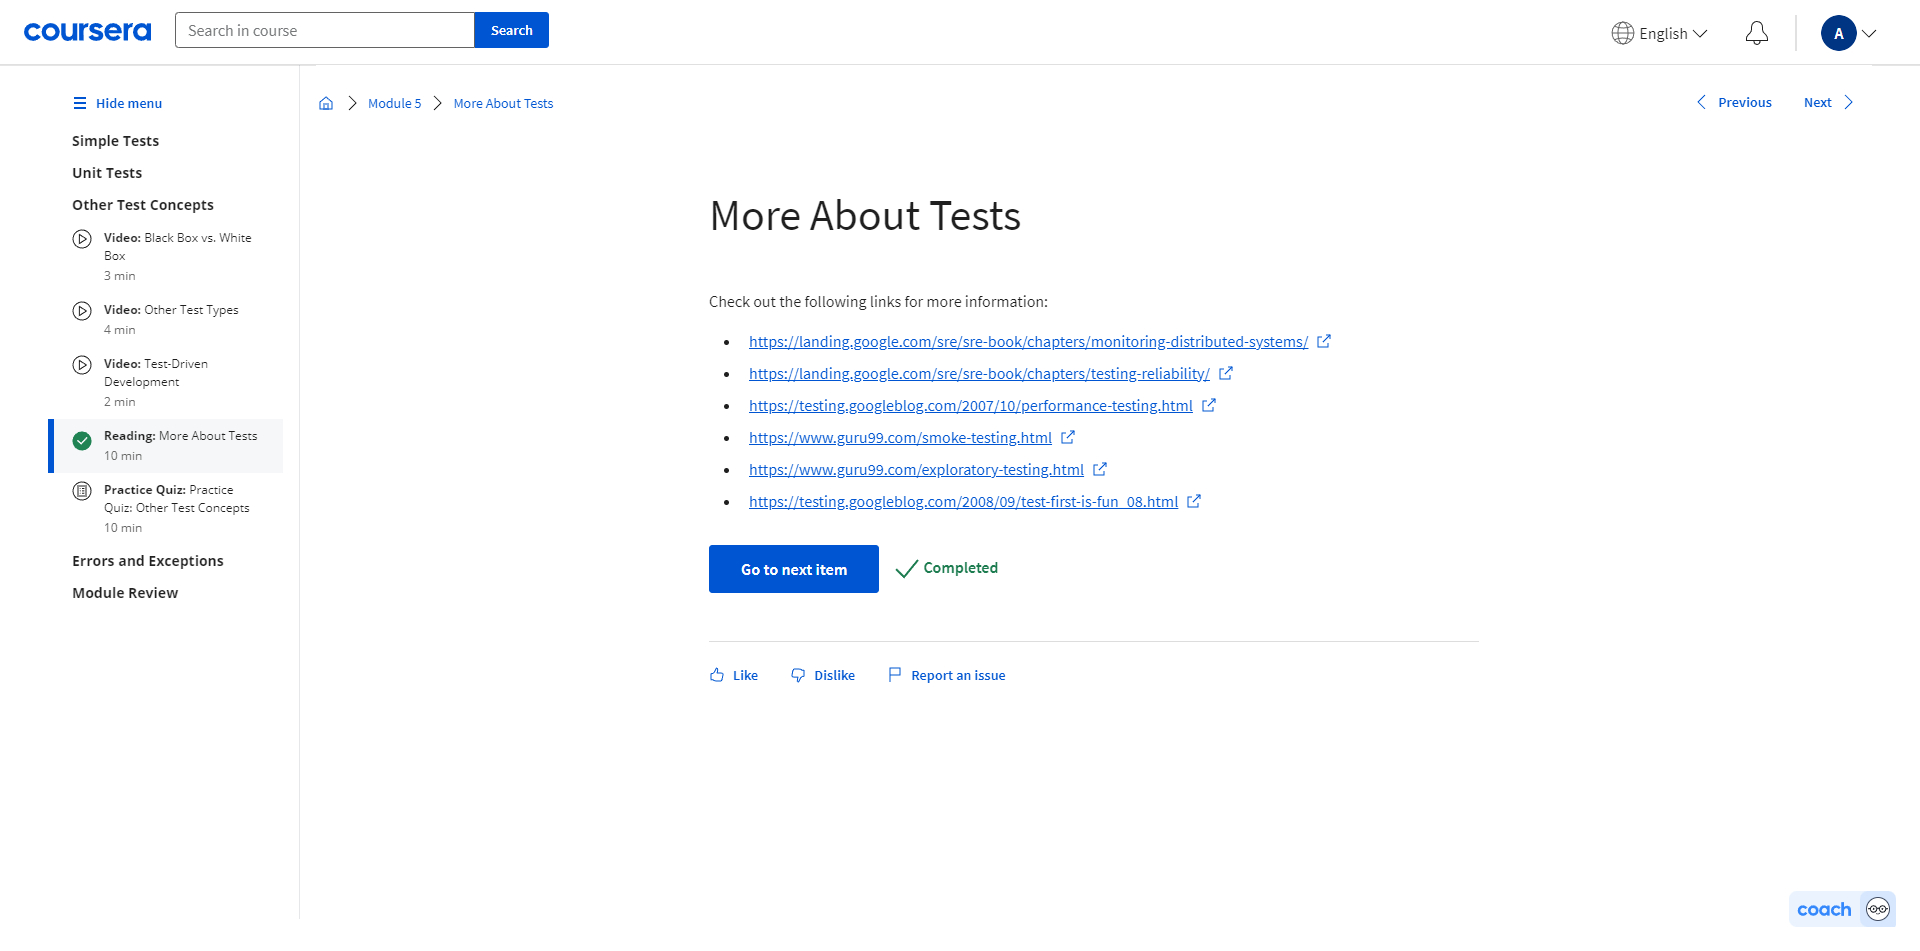 coursera
Search in course
Search
English
A
Hide menu
Simple Tests
Unit Tests
Other Test Concepts
Video: Black Box vs. White
Box
3 min
Video: Other Test Types
4 min
Video: Test-Driven
Development
2 min
Reading: More About Tests
10 min
Practice Quiz: Practice
Quiz: Other Test Concepts
10 min
Errors and Exceptions
Module Review
Module 5
More About Tests
Previous
Next
More About Tests
Check out the following links for more information:
https://landing.google.com/sre/sre-book/chapters/monitoring-distributed-systems/
https://landing.google.com/sre/sre-book/chapters/testing-reliability/
https://testing.googleblog.com/2007/10/performance-testing.html
https://www.guru99.com/smoke-testing.html
https://www.guru99.com/exploratory-testing.html
https://testing.googleblog.com/2008/09/test-first-is-fun_08.html
Go to next item
Completed
Like
Dislike
Report an issue
coach